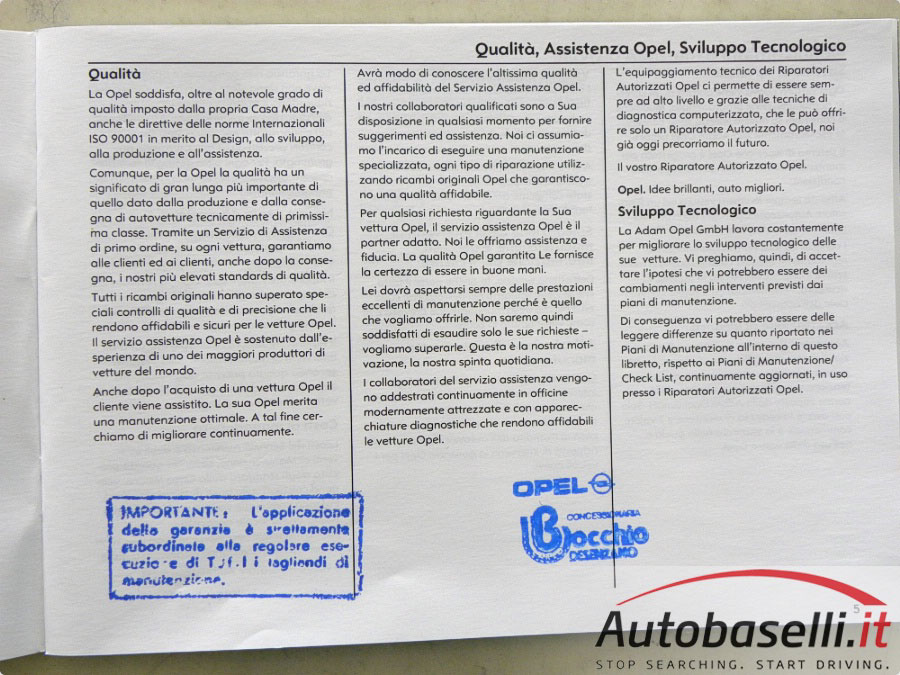 Qualità, Assistenza Opel, Sviluppo Tecnologico
Qualità
La Opel soddisfa, oltre al notevole grado di
qualità imposto dalla propria Casa Madre,
anche le direttive delle norme Internazionali
ISO 90001 in merito al Design, allo sviluppo,
alla produzione e all'assistenza.
Comunque, per la Opel la qualità ha un
significato di gran lunga più importante di
quello dato dalla produzione e dalla conse-
gna di autovetture tecnicamente di primissi-
ma classe. Tramite un Servizio di Assistenza
di primo ordine, su ogni vettura, garantiamo
alle clienti ed ai clienti, anche dopo la conse-
gna, i nostri più elevati standards di qualità.
Tutti i ricambi originali hanno superato spe-
ciali controlli di qualità e di precisione che li
rendono affidabili e sicuri per le vetture Opel.
Il servizio assistenza Opel è sostenuto dall'e-
sperienza di uno dei maggiori produttori di
vetture del mondo.
Anche dopo l'acquisto di una vettura Opel il
cliente viene assistito. La sua Opel merita
una manutenzione ottimale. A tal fine cer-
chiamo di migliorare continuamente.
Avrà modo di conoscere l'altissima qualità
ed affidabilità del Servizio Assistenza Opel.
I nostri collaboratori qualificati sono a Sua
disposizione in qualsiasi momento per fornire
suggerimenti ed assistenza. Noi ci assumia-
mo l'incarico di eseguire una manutenzione
specializzata, ogni tipo di riparazione utiliz-
zando ricambi originali Opel che garantisco-
no una qualità affidabile.
Per qualsiasi richiesta riguardante la Sua
vettura Opel, il servizio assistenza Opel è il
partner adatto. Noi le offriamo assistenza e
fiducia. La qualità Opel garantita Le fornisce
la certezza di essere in buone mani.
Lei dovrà aspettarsi sempre delle prestazioni
eccellenti di manutenzione perché è quello
che vogliamo offrirle. Non saremo quindi
soddisfatti di esaudire solo le sue richieste –
vogliamo superarle. Questa è la nostra moti-
vazione, la nostra spinta quotidiana.
I collaboratori del servizio assistenza vengo-
no addestrati continuamente in officine
modernamente attrezzate e con apparec-
chiature diagnostiche che rendono affidabili
le vetture Opel.
L'equipaggiamento tecnico dei Riparatori
Autorizzati Opel ci permette di essere sem-
pre ad alto livello e grazie alle tecniche di
diagnostica computerizzata, che le può offri-
re solo un Riparatore Autorizzato Opel, noi
già oggi precorriamo il futuro.
Il vostro Riparatore Autorizzato Opel.
Opel. Idee brillanti, auto migliori.
Sviluppo Tecnologico
La Adam Opel GmbH lavora costantemente
per migliorare lo sviluppo tecnologico delle
sue vetture. Vi preghiamo, quindi, di accet-
tare l'ipotesi che vi potrebbero essere dei
cambiamenti negli interventi previsti dai
piani di manutenzione.
Di conseguenza vi potrebbero essere delle
leggere differenze su quanto riportato nei
Piani di Manutenzione all'interno di questo
libretto, rispetto ai Piani di Manutenzione/
Check List, continuamente aggiornati, in uso
presso i Riparatori Autorizzati Opel.
IMPORTANTE: L'applicazione
della garanzia è strettamente
subordinata alla regolare ese-
cuzione di i tagliandi di
manutenzione.
OPEL
CONCESSIONARIA
Bocchio
DESENZANO
5
Autobaselli.it
STOP SEARCHING. START DRIVING.